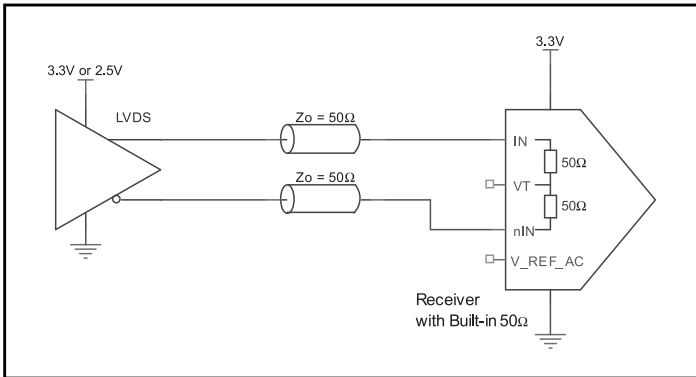 3.3V
3.3V or 2.5V
LVDS
Zo = 50Ω
IN
50Ω
Zo = 50Ω
VT
50Ω
nIN
V_REF_AC
Receiver
with Built-in 50Ω